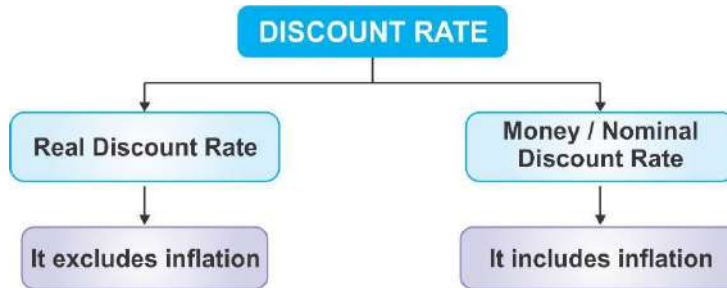 DISCOUNT RATE
Real Discount Rate
Money / Nominal
Discount Rate
It excludes inflation
It includes inflation